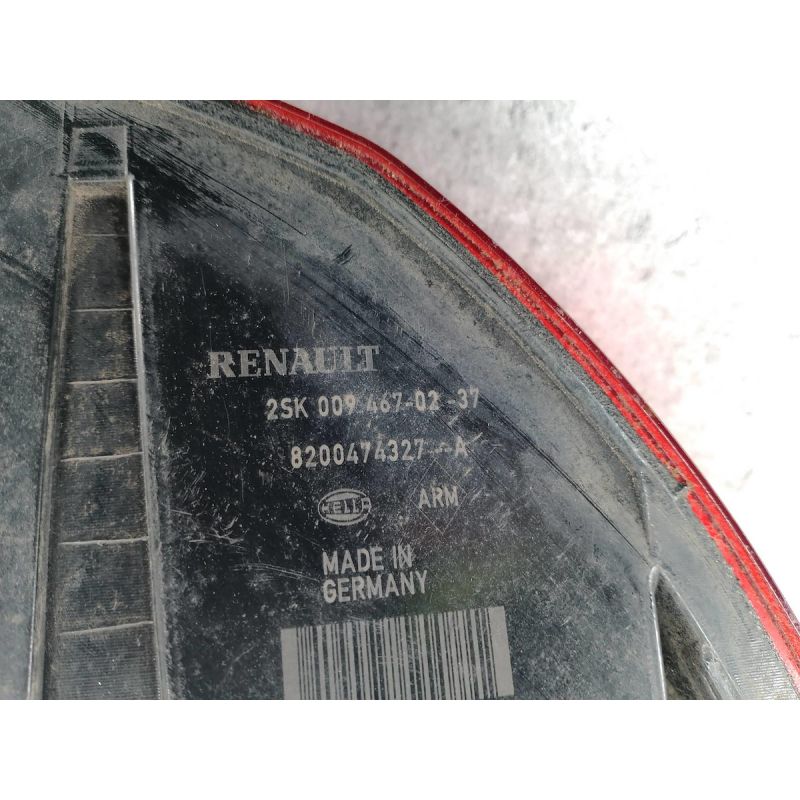 RENAULT
2SK 009 467-02 -37
8200474327--A
HELLA ARM
MADE IN
GERMANY